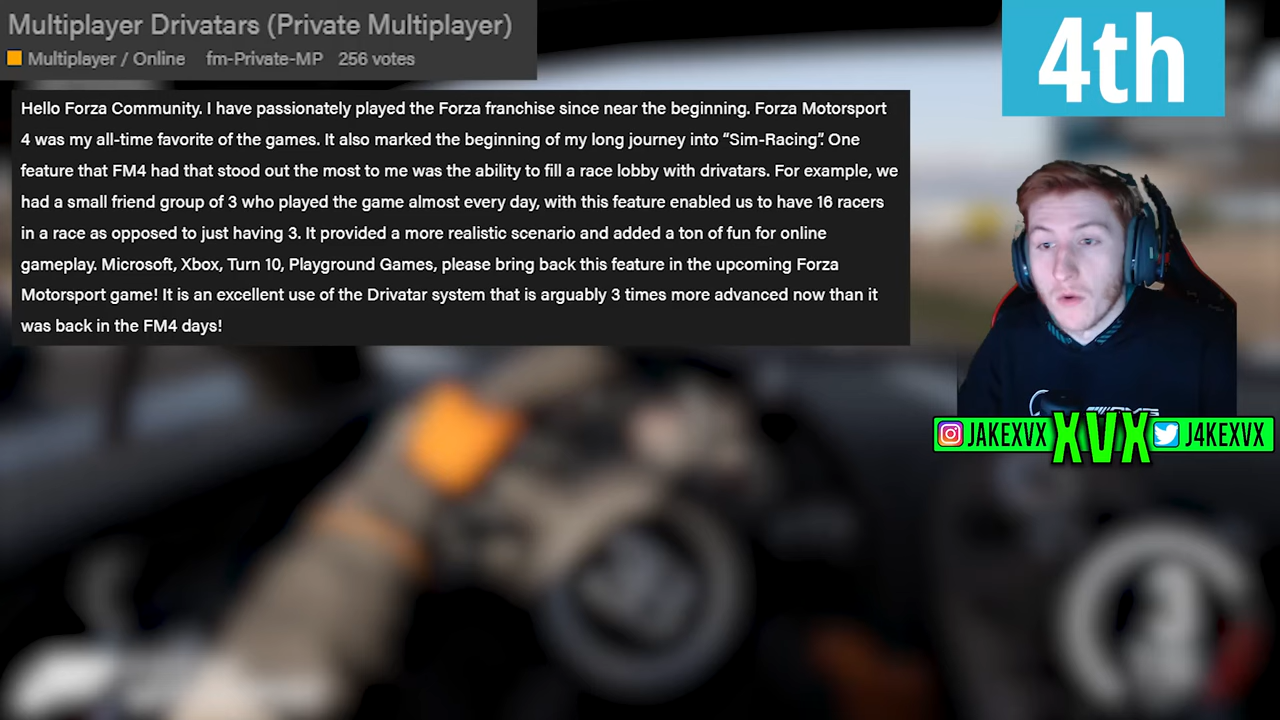 Multiplayer Drivatars (Private Multiplayer)
Multiplayer / Online fm-Private-MP 256 votes
4th
Hello Forza Community. I have passionately played the Forza franchise since near the beginning. Forza Motorsport
4 was my all-time favorite of the games. It also marked the beginning of my long journey into “Sim-Racing”. One
feature that FM4 had that stood out the most to me was the ability to fill a race lobby with drivatars. For example, we
had a small friend group of 3 who played the game almost every day, with this feature enabled us to have 16 racers
in a race as opposed to just having 3. It provided a more realistic scenario and added a ton of fun for online
gameplay. Microsoft, Xbox, Turn 10, Playground Games, please bring back this feature in the upcoming Forza
Motorsport game! It is an excellent use of the Drivatar system that is arguably 3 times more advanced now than it
was back in the FM4 days!
JAKEXVX XVX J4KEXVX